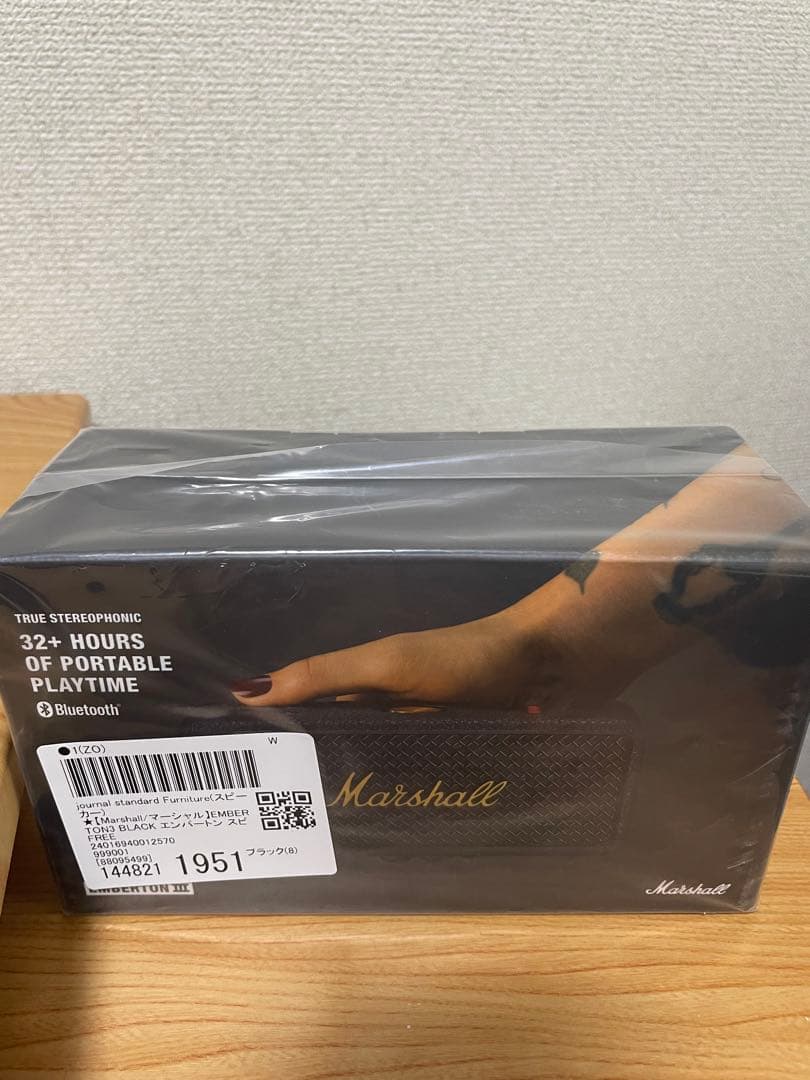 TRUE STEREOPHONIC
32+ HOURS
OF PORTABLE
PLAYTIME
Bluetooth
●1(ZO)
W
journal standard Furniture(スピー
カー)
★【Marshall/マーシャル】EMBER
TON3 BLACK エンバートン スピ
FREE
24016940012570
999001
[88095499]
144821 1951 ブラック(8)
Marshall
EMBERTON III
Marshall